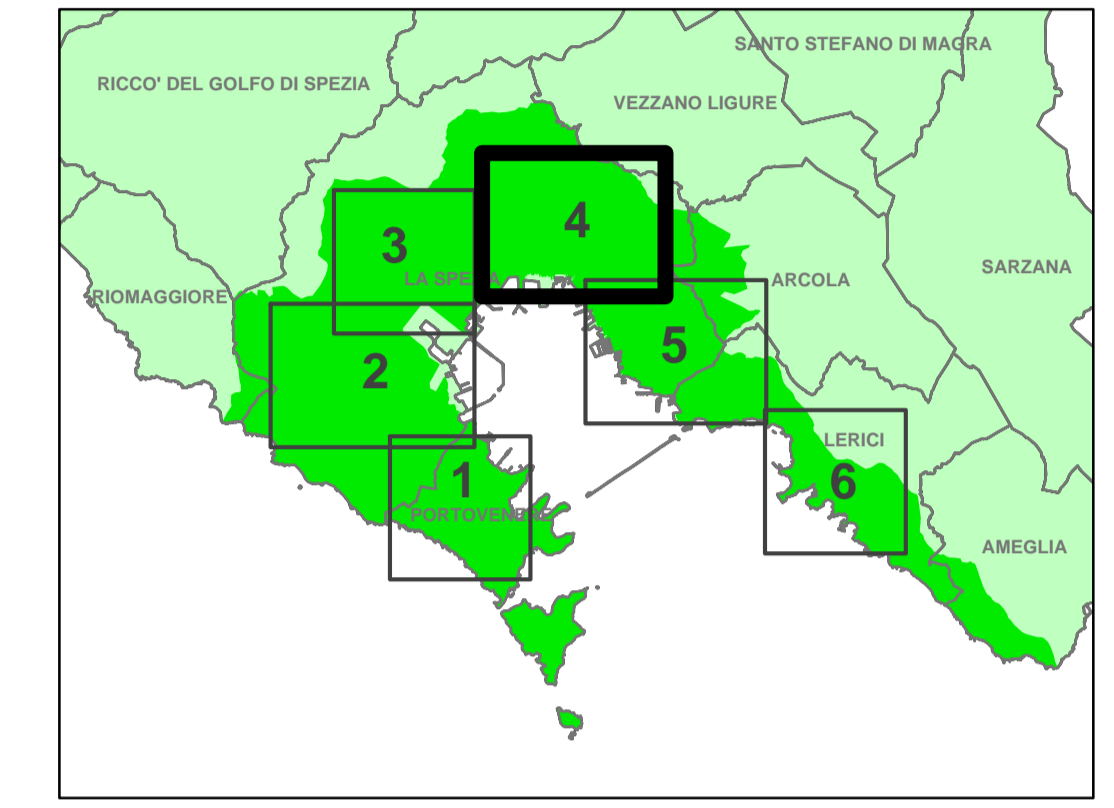 SANTO STEFANO DI MAGRA
RICCO' DEL GOLFO DI SPEZIA
VEZZANO LIGURE
4
3
LA SPEZIA
SARZANA
ARCOLA
RIOMAGGIORE
5
2
LERICI
1
6
PORTOVENERE
AMEGLIA